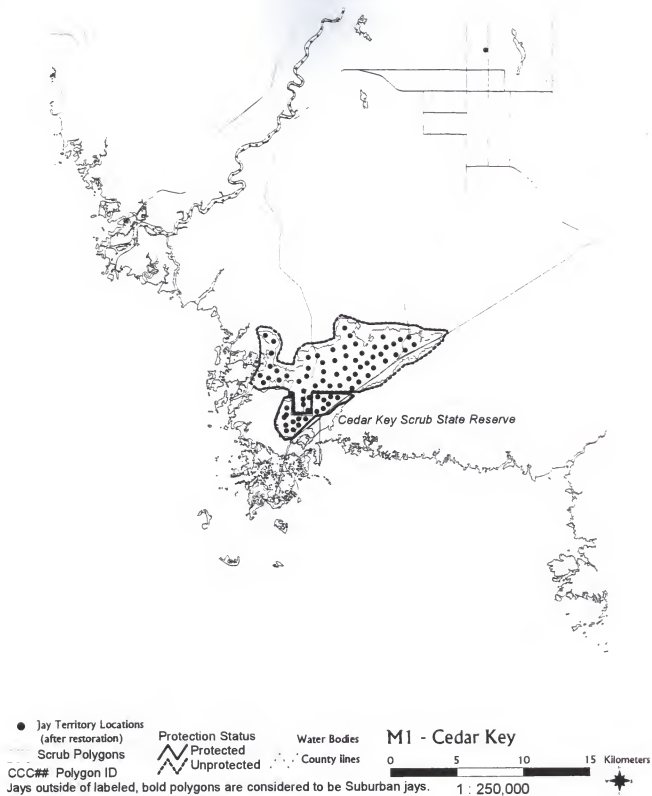 Cedar Key Scrub State Reserve
Jay Territory Locations
(after restoration)
Scrub Polygons
CCC## Polygon ID
Protection Status
Protected
Unprotected
Water Bodies
County lines
M1 - Cedar Key
0 5 10 15 Kilometers
1 : 250,000
Jays outside of labeled, bold polygons are considered to be Suburban jays.